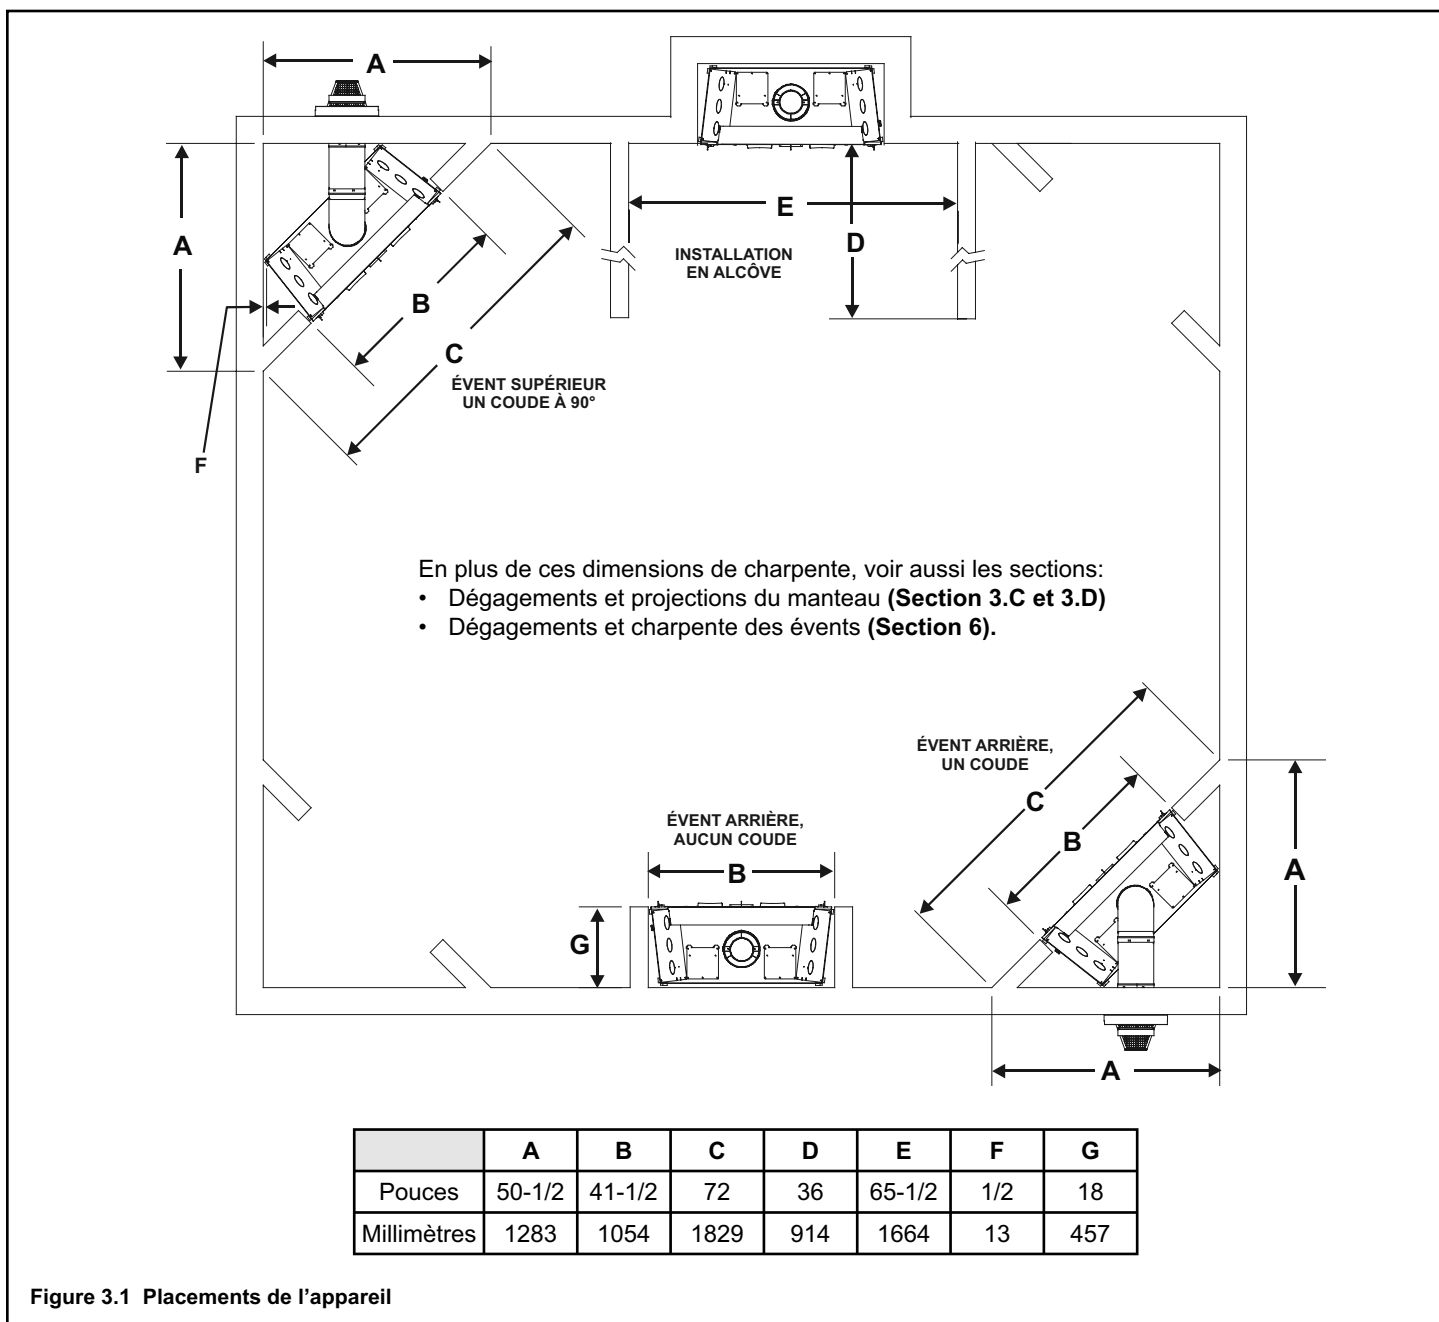 A
A
E
D
INSTALLATION
EN ALCÔVE
B
C
ÉVENT SUPÉRIEUR
UN COUDE À 90°
F
En plus de ces dimensions de charpente, voir aussi les sections:
• Dégagements et projections du manteau (Section 3.C et 3.D)
• Dégagements et charpente des évents (Section 6).
ÉVENT ARRIÈRE,
UN COUDE
C
B
A
ÉVENT ARRIÈRE,
AUCUN COUDE
B
G
A
A B C D E F G
Pouces 50-1/2 41-1/2 72 36 65-1/2 1/2 18
Millimètres 1283 1054 1829 914 1664 13 457
Figure 3.1 Placements de l’appareil